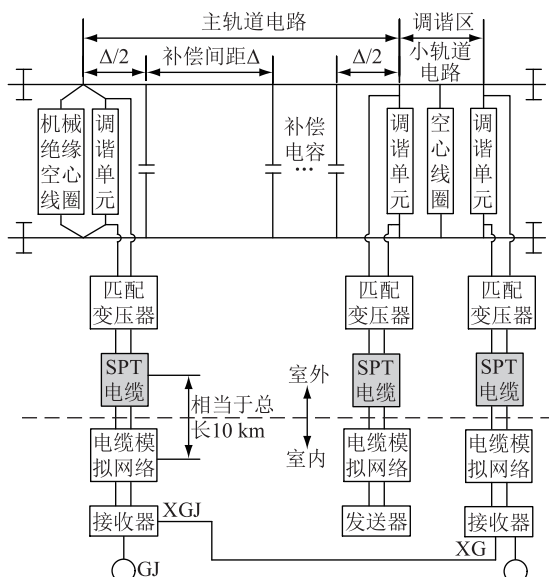 主轨道电路
调谐区
Δ/2
补偿间距Δ
Δ/2
小轨道
电路
机械
绝缘
空心
线圈
调谐单元
补偿
电容
…
调谐单元
空心线圈
调谐单元
匹配
变压器
匹配
变压器
匹配
变压器
SPT
电缆
SPT
电缆
SPT
电缆
相当于总
长10 km
室外
室内
电缆模
拟网络
电缆模
拟网络
电缆模
拟网络
接收器
XGJ
发送器
接收器
XG
GJ